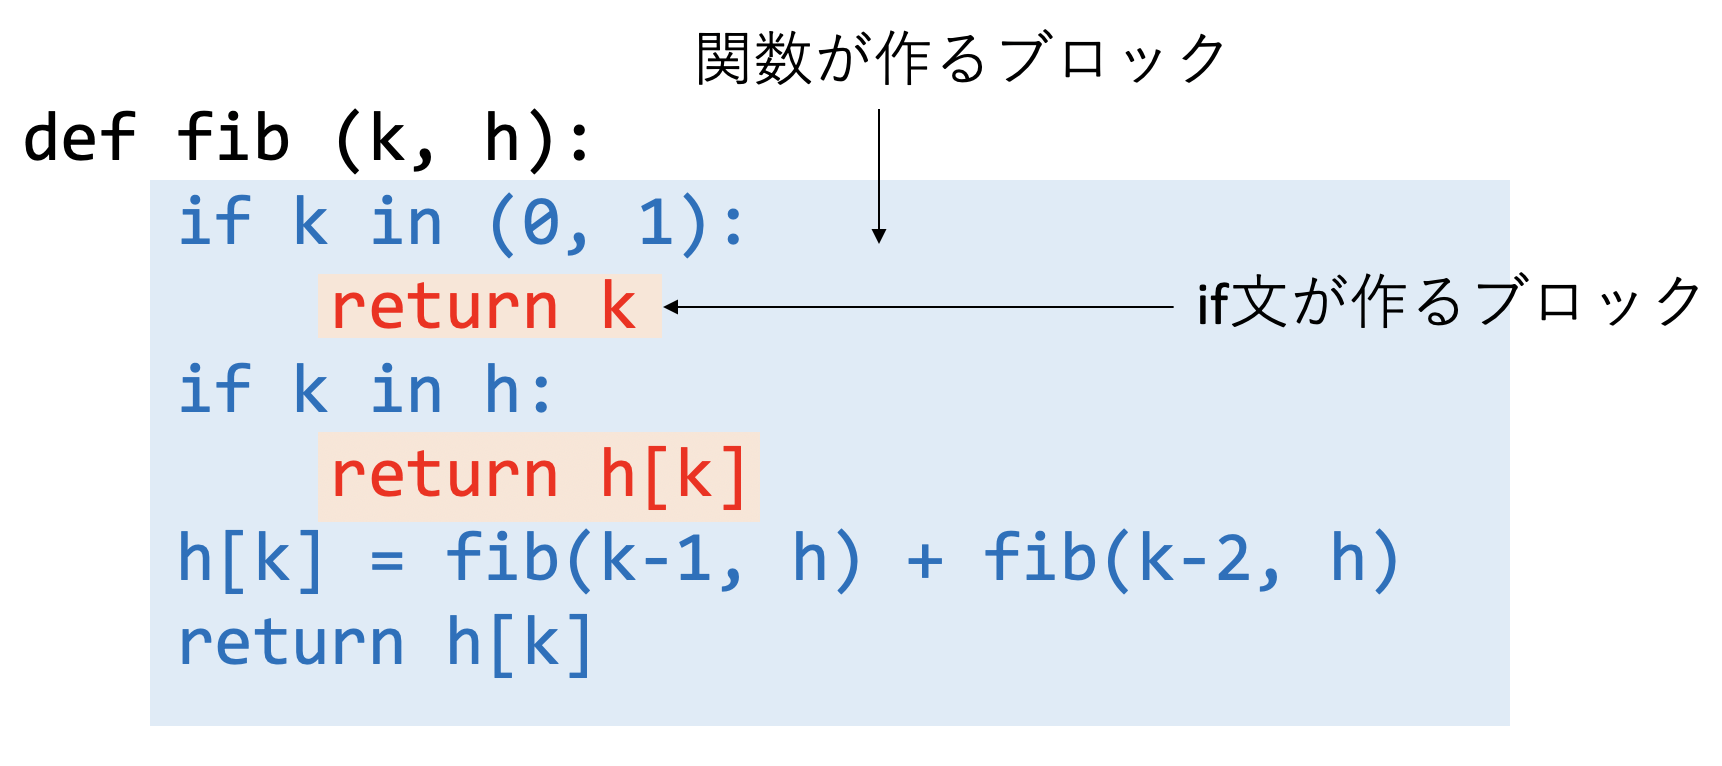 関数が作るブロック
def fib (k, h):
if k in (0, 1):
return k
if文が作るブロック
if k in h:
return h[k]
h[k] = fib(k-1, h) + fib(k-2, h)
return h[k]